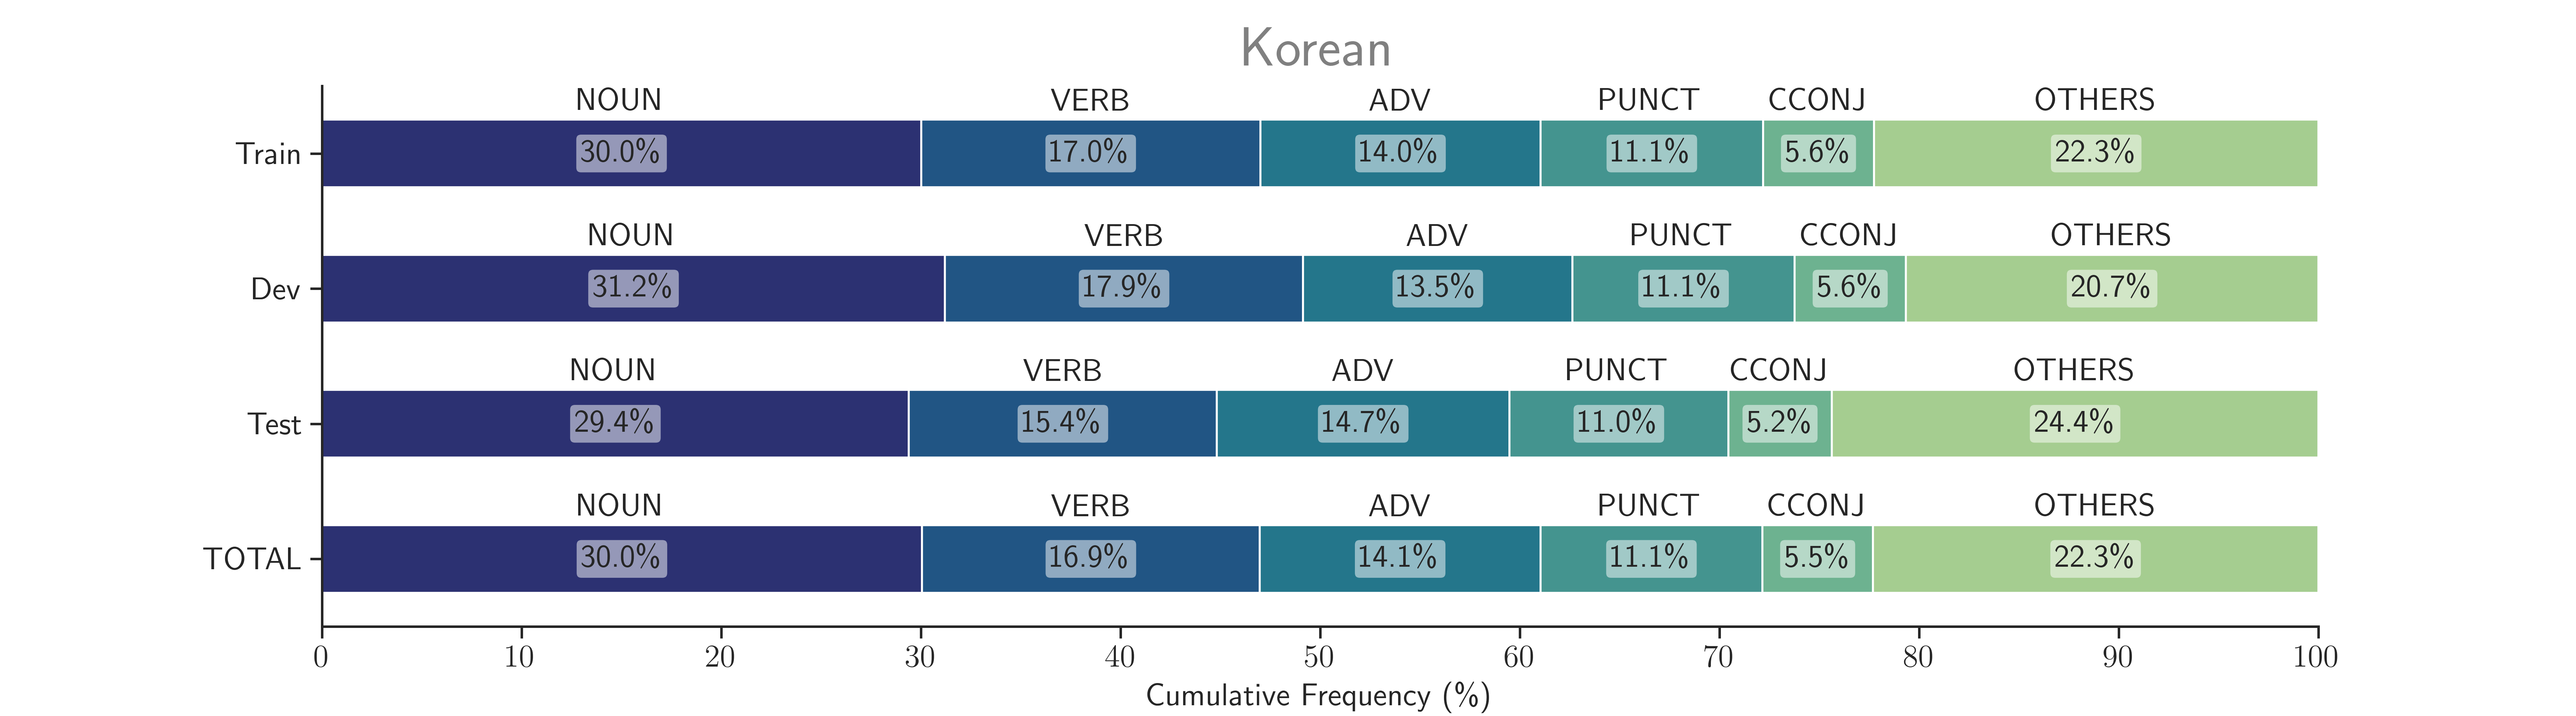 Korean
NOUN VERB ADV PUNCT CCONJ OTHERS
Train 30.0% 17.0% 14.0% 11.1% 5.6% 22.3%
NOUN VERB ADV PUNCT CCONJ OTHERS
Dev 31.2% 17.9% 13.5% 11.1% 5.6% 20.7%
NOUN VERB ADV PUNCT CCONJ OTHERS
Test 29.4% 15.4% 14.7% 11.0% 5.2% 24.4%
NOUN VERB ADV PUNCT CCONJ OTHERS
TOTAL 30.0% 16.9% 14.1% 11.1% 5.5% 22.3%
0 10 20 30 40 50 60 70 80 90 100
Cumulative Frequency (%)